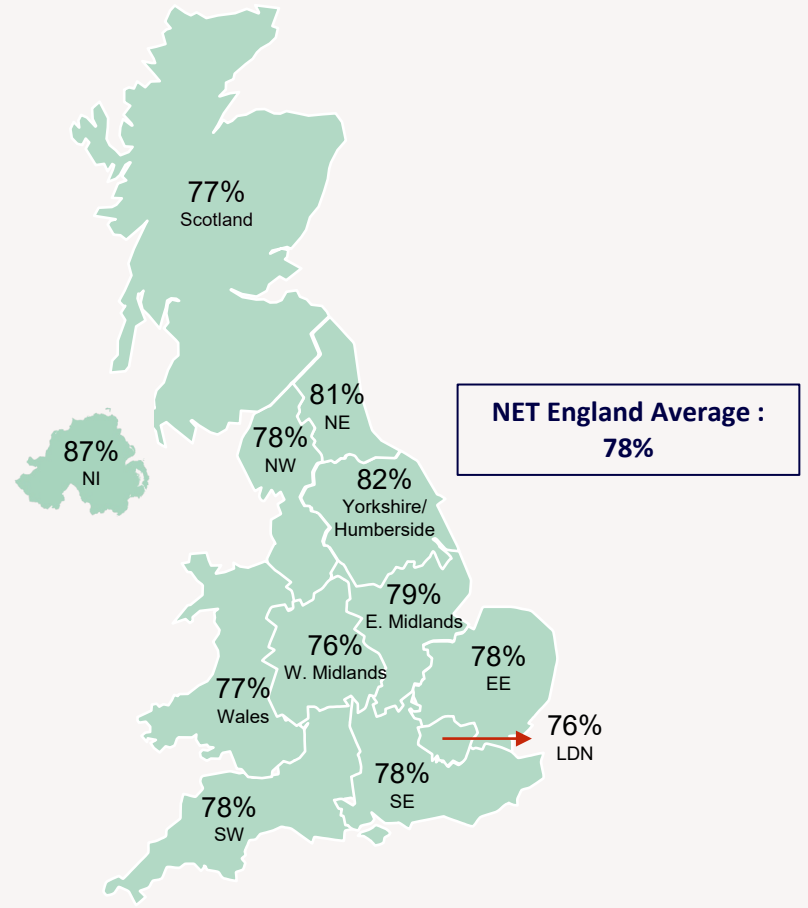 77%
Scotland
81%
NE
NET England Average :
78%
78%
NW
87%
NI
82%
Yorkshire/
Humberside
79%
E. Midlands
76%
W. Midlands
78%
EE
77%
Wales
76%
LDN
78%
SE
78%
SW